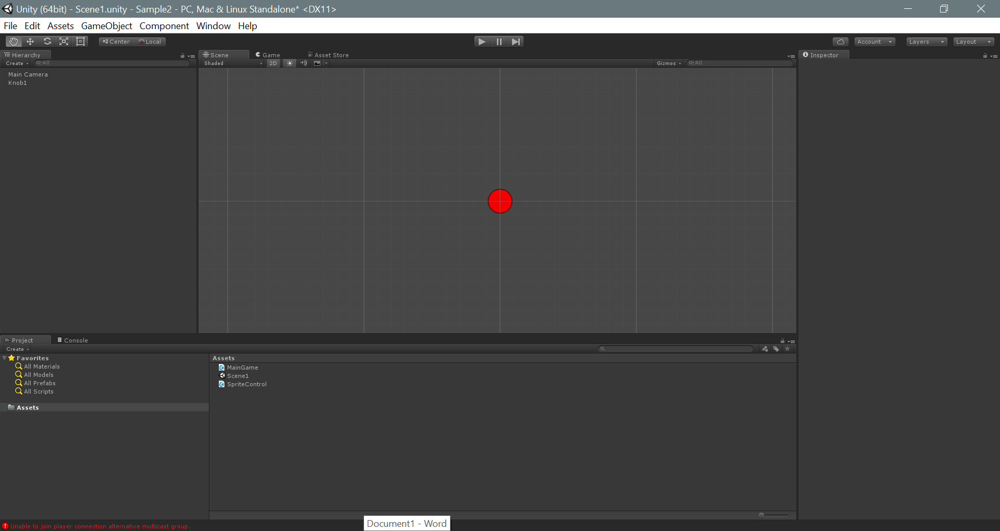 Unity (64bit) - Scene1.unity - Sample2 - PC, Mac & Linux Standalone* <DX11>
File Edit Assets GameObject Component Window Help
Center Local Account Layers Layout
Hierarchy Scene Game Asset Store Inspector
Create All Shaded 2D Gizmos All
Main Camera
Knob1
Project Console
Create
Favorites Assets
All Materials MainGame
All Models Scene1
All Prefabs SpriteControl
All Scripts
Assets
Unable to join player connection alternative multicast group.
Document1 - Word